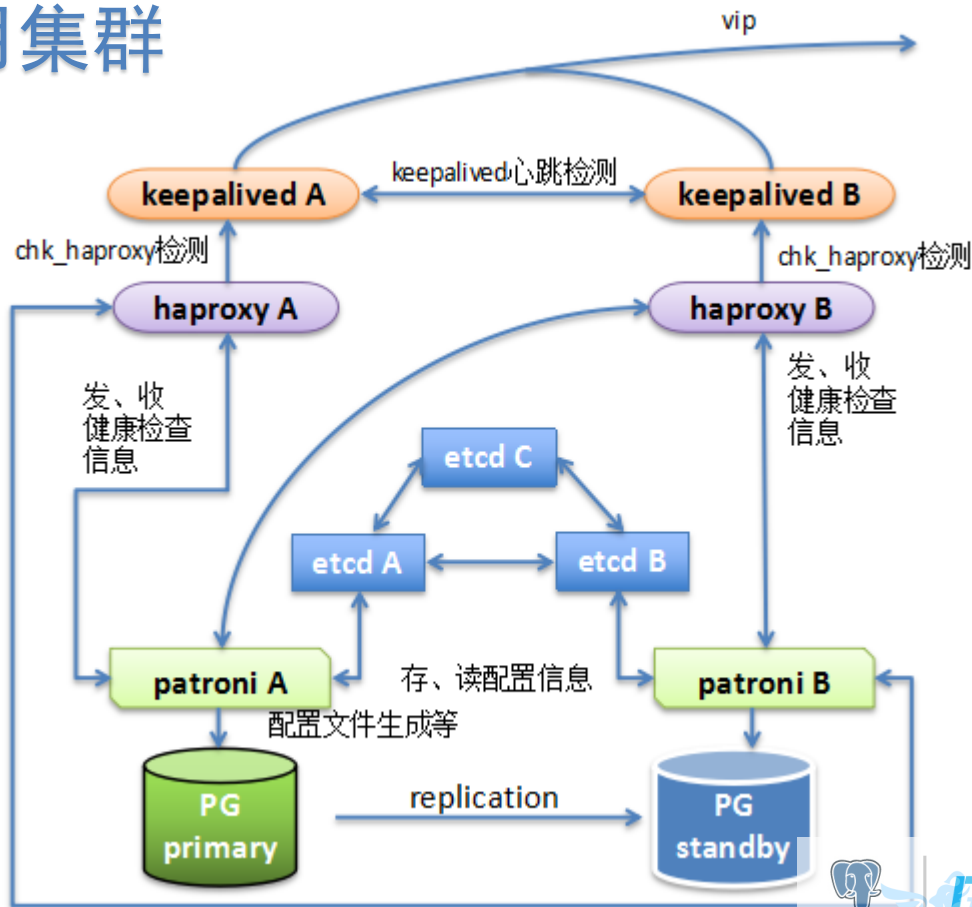 集群
vip
keepalived A
keepalived心跳检测
keepalived B
chk_haproxy检测
chk_haproxy检测
haproxy A
haproxy B
发、收
健康检查
信息
发、收
健康检查
信息
etcd C
etcd A
etcd B
patroni A
存、读配置信息
patroni B
配置文件生成等
PG
primary
replication
PG
standby